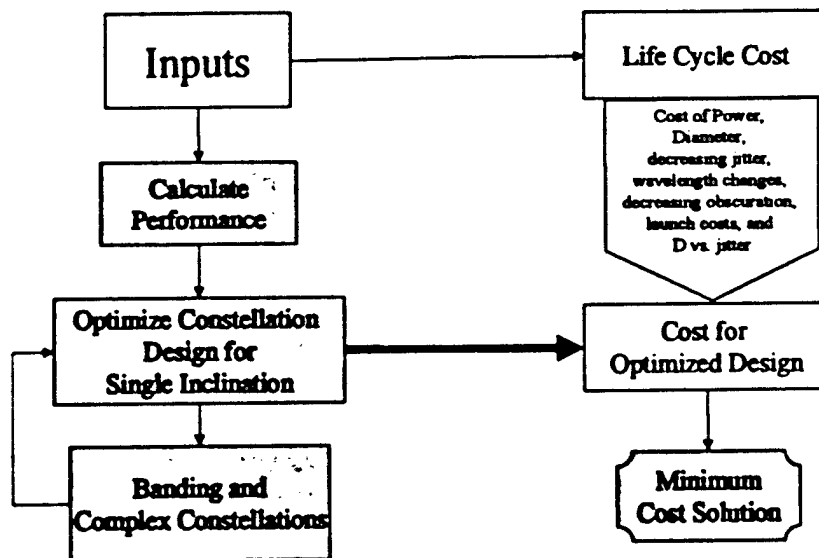 Inputs
Life Cycle Cost
Cost of Power,
Diameter,
decreasing jitter,
wavelength changes,
decreasing obscuration,
launch costs, and
D vs. jitter
Calculate
Performance
Optimize Constellation
Design for
Single Inclination
Cost for
Optimized Design
Banding and
Complex Constellations
Minimum
Cost Solution